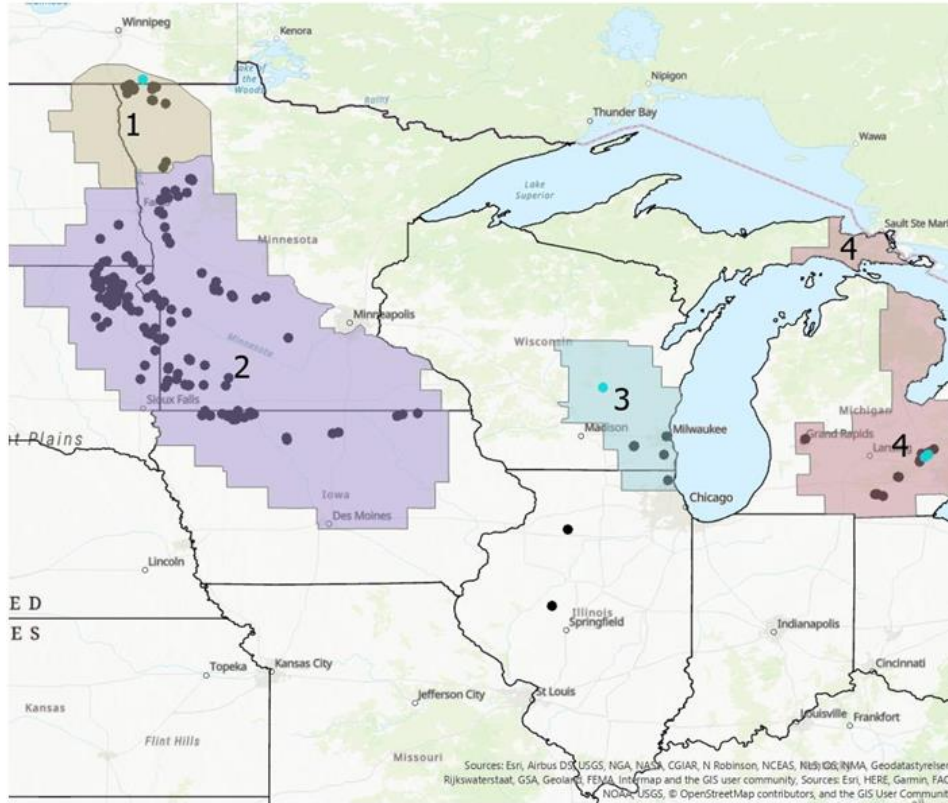 Winnipeg
Kenora
Lake of
the
Woods
Nipigon
Thunder Bay
Wawa
1
Lake
Superior
Sault Ste Mari
4
Minnesota
Minneapolis
Wisconsin
Minnesota
2
3
Sioux Falls
Michigan
t Plains
Madison
Milwaukee
Grand Rapids
4
Chicago
Iowa
Des Moines
Lincoln
E D
E S
Illinois
Springfield
Indianapolis
Topeka
Kansas City
Cincinnati
Jefferson City
St Louis
Kansas
Louisville
Frankfort
Flint Hills
Missouri
Sources: Esri, Airbus DS, USGS, NGA, NASA, CGIAR, N Robinson, NCEAS, NLS, OS, NMA, Geodatastyrelsen
Rijkswaterstaat, GSA, Geoland, FEMA, Intermap and the GIS user community, Sources: Esri, HERE, Garmin, FAO
NOAA, USGS, © OpenStreetMap contributors, and the GIS User Communit